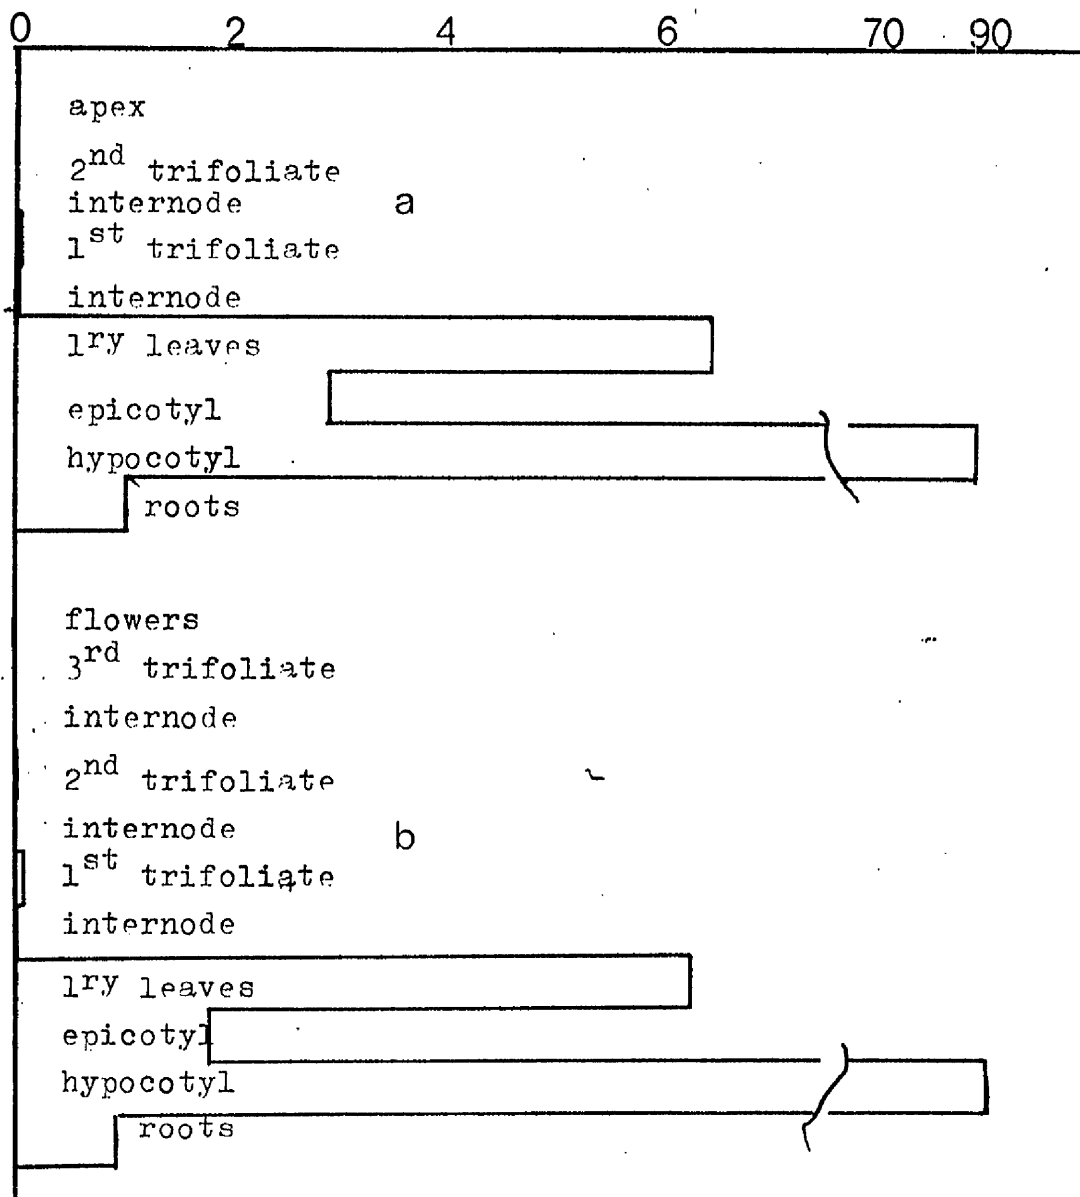 0 2 4 6 70 90
apex
2nd trifoliate
internode
a
1st trifoliate
internode
1ry leaves
epicotyl
hypocotyl
roots
flowers
3rd trifoliate
internode
2nd trifoliate
internode
b
1st trifoliate
internode
1ry leaves
epicotyl
hypocotyl
roots